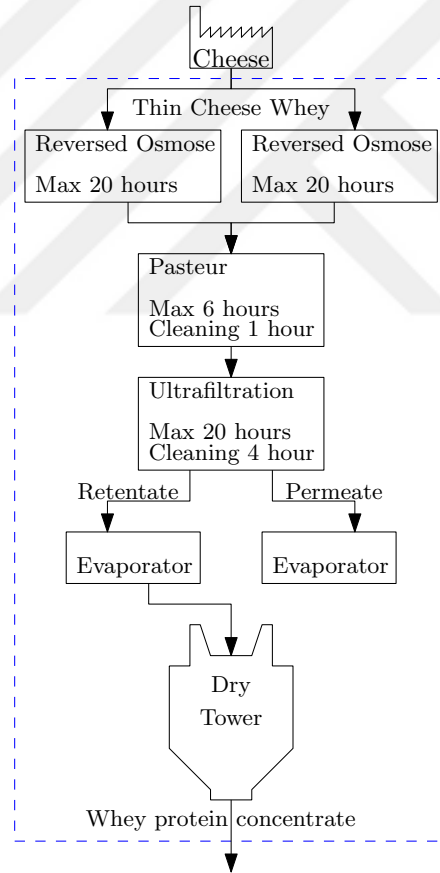 Cheese
Thin Cheese Whey
Reversed Osmose
Max 20 hours
Reversed Osmose
Max 20 hours
Pasteur
Max 6 hours
Cleaning 1 hour
Ultrafiltration
Max 20 hours
Cleaning 4 hour
Retentate
Permeate
Evaporator
Evaporator
Dry
Tower
Whey protein concentrate